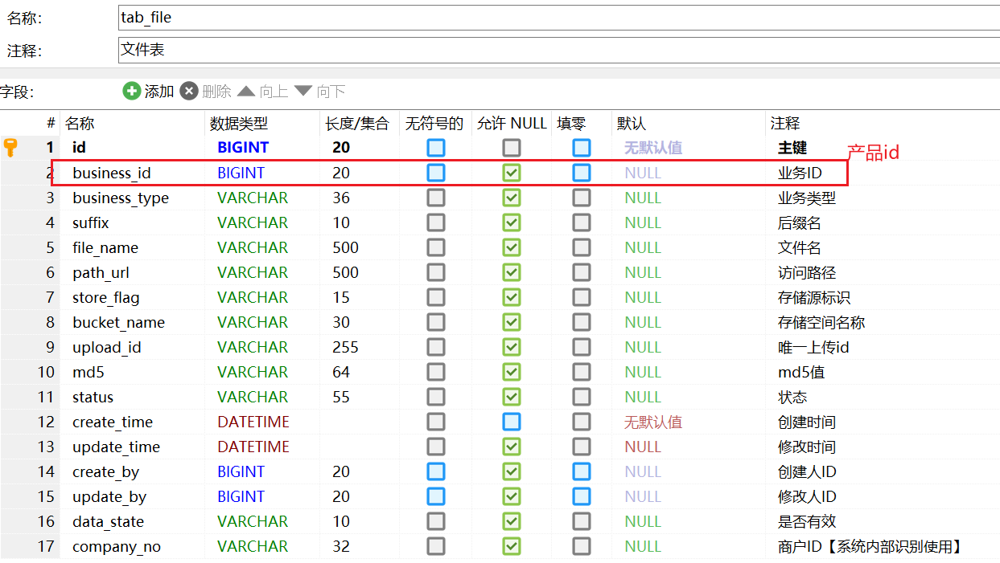 名称： tab_file
注释： 文件表
字段： 添加 删除 向上 向下
# 名称 数据类型 长度/集合 无符号的 允许 NULL 填零 默认 注释
1 id BIGINT 20 无默认值 主键
产品id
2 business_id BIGINT 20 NULL 业务ID
3 business_type VARCHAR 36 NULL 业务类型
4 suffix VARCHAR 10 NULL 后缀名
5 file_name VARCHAR 500 NULL 文件名
6 path_url VARCHAR 500 NULL 访问路径
7 store_flag VARCHAR 15 NULL 存储源标识
8 bucket_name VARCHAR 30 NULL 存储空间名称
9 upload_id VARCHAR 255 NULL 唯一上传id
10 md5 VARCHAR 64 NULL md5值
11 status VARCHAR 55 NULL 状态
12 create_time DATETIME 无默认值 创建时间
13 update_time DATETIME NULL 修改时间
14 create_by BIGINT 20 NULL 创建人ID
15 update_by BIGINT 20 NULL 修改人ID
16 data_state VARCHAR 10 NULL 是否有效
17 company_no VARCHAR 32 NULL 商户ID【系统内部识别使用】